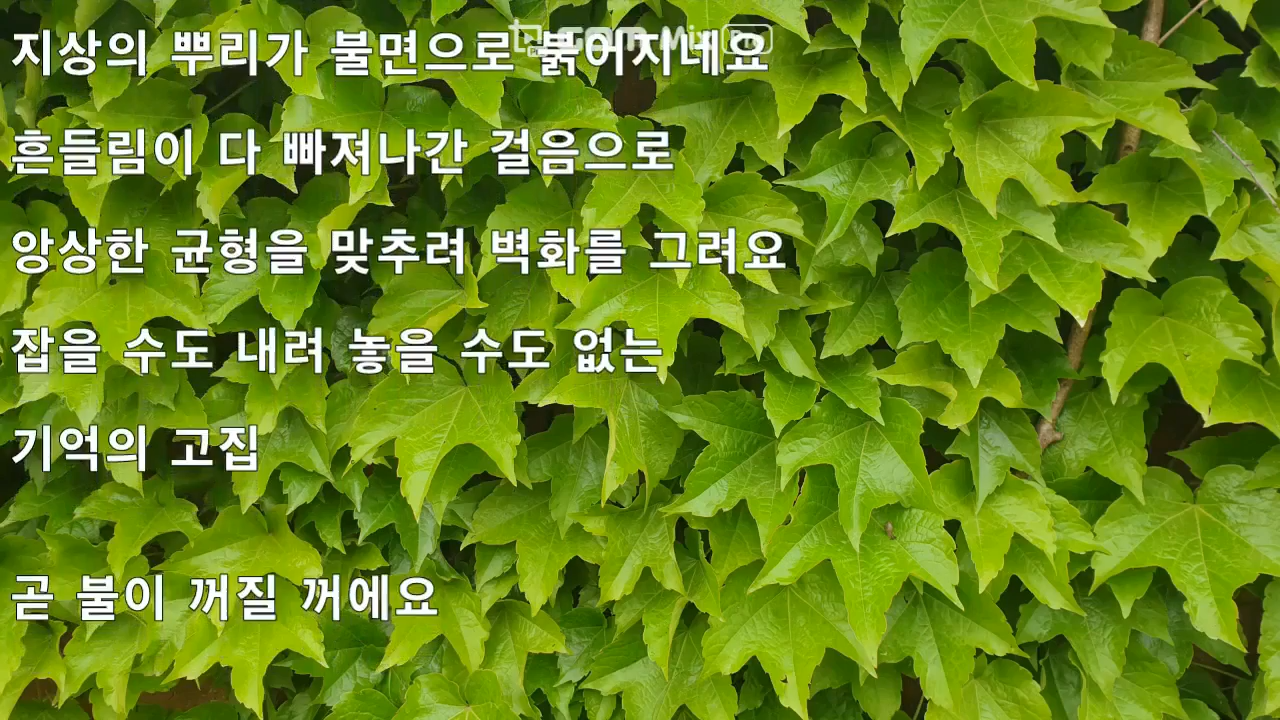 지상의 뿌리가 불면으로 붉어지네요
흔들림이 다 빠져나간 걸음으로
앙상한 균형을 맞추려 벽화를 그려요
잡을 수도 내려 놓을 수도 없는
기억의 고집
곧 불이 꺼질 꺼에요